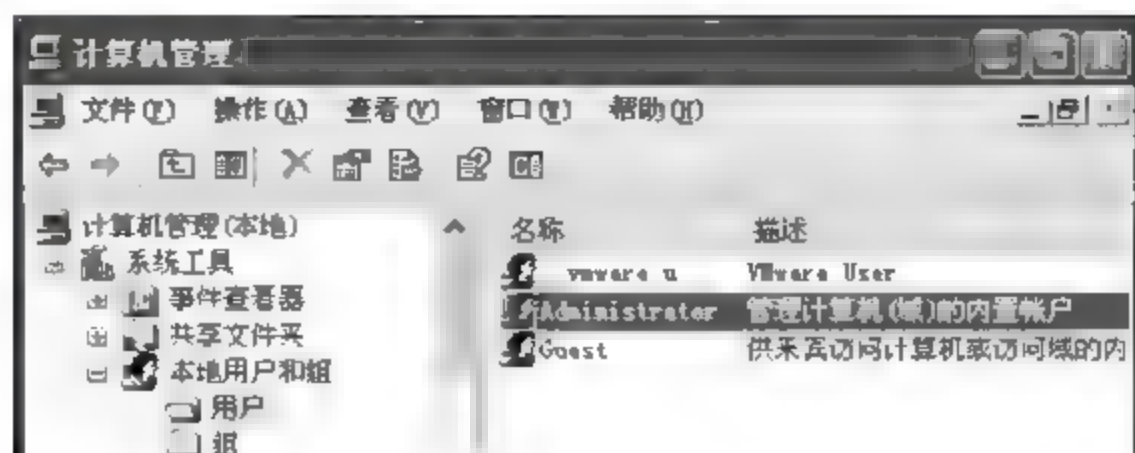 计算机管理
文件(F) 操作(A) 查看(V) 窗口(W) 帮助(H)
计算机管理(本地)
系统工具
事件查看器
共享文件夹
本地用户和组
用户
组
名称 描述
__vmware_u VMware User
Administrator 管理计算机(域)的内置帐户
Guest 供来宾访问计算机或访问域的内